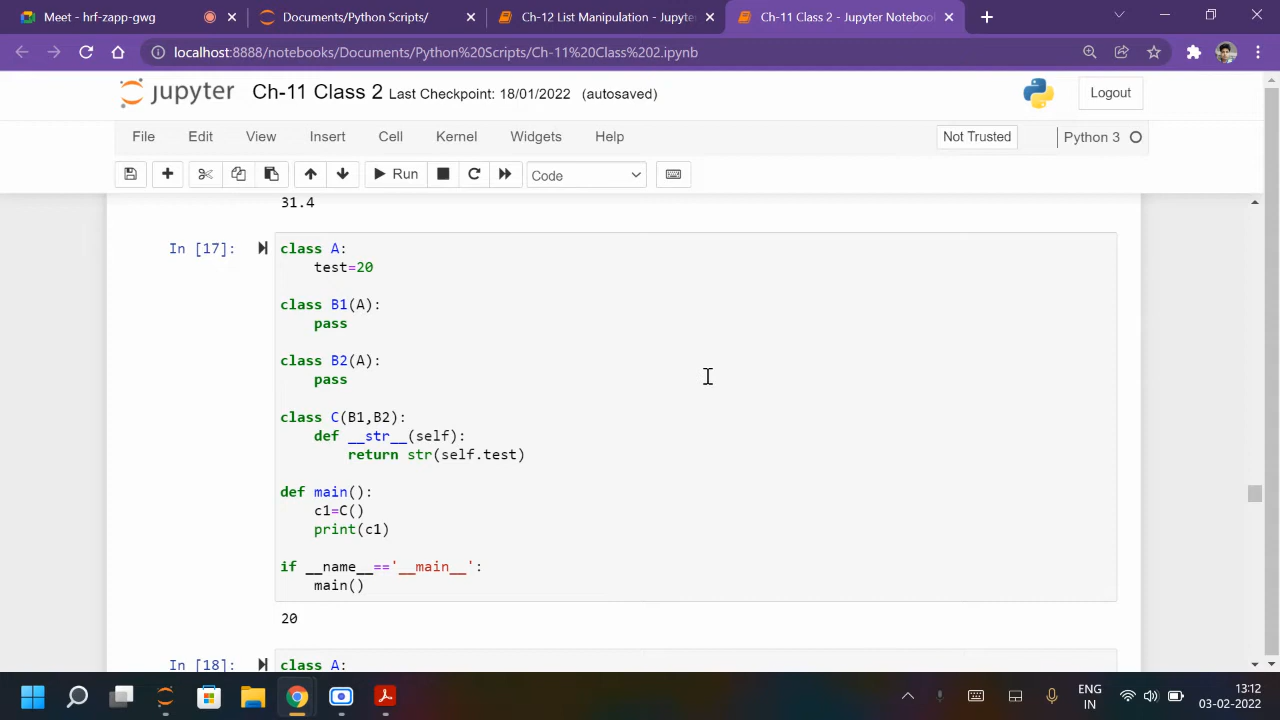 Meet - hrf-zapp-gwg
Documents/Python Scripts/
Ch-12 List Manipulation - Jupyte
Ch-11 Class 2 - Jupyter Notebook
localhost:8888/notebooks/Documents/Python%20Scripts/Ch-11%20Class%202.ipynb
jupyter Ch-11 Class 2 Last Checkpoint: 18/01/2022 (autosaved)
Logout
File Edit View Insert Cell Kernel Widgets Help
Not Trusted
Python 3
Run
Code
31.4
In [17]:
class A:
    test=20
class B1(A):
    pass
class B2(A):
    pass
class C(B1,B2):
    def __str__(self):
        return str(self.test)
def main():
    c1=C()
    print(c1)
if __name__=='__main__':
    main()
20
In [18]:
class A:
ENG
IN
13:12
03-02-2022